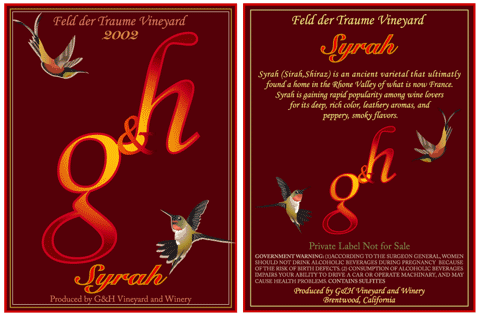 Feld der Traume Vineyard
2002
g&h
Syrah
Produced by G&H Vineyard and Winery
Feld der Traume Vineyard
Syrah
Syrah (Sirah,Shiraz) is an ancient varietal that ultimatly
found a home in the Rhone Valley of what is now France.
Syrah is gaining rapid popularity among wine lovers
for its deep, rich color, leathery aromas, and
peppery, smoky flavors.
g&h
Private Label Not for Sale
GOVERNMENT WARNING: (1)ACCORDING TO THE SURGEON GENERAL, WOMEN
SHOULD NOT DRINK ALCOHOLIC BEVERAGES DURING PREGNANCY BECAUSE
OF THE RISK OF BIRTH DEFECTS. (2) CONSUMPTION OF ALCOHOLIC BEVERAGES
IMPAIRS YOUR ABILITY TO DRIVE A CAR OR OPERATE MACHINARY, AND MAY
CAUSE HEALTH PROBLEMS CONTAINS SULFITES
Produced by G&H Vineyard and Winery
Brentwood, California